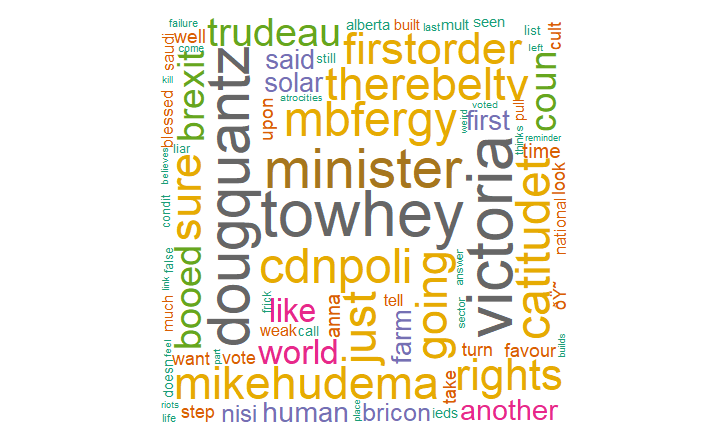 failure
trudeau
alberta
built
last
mult
seen
list
left
cult
well
saudi
come
kill
brexit
dougquantz
said
still
solar
atrocities
firstorder
therebeltv
mbfergy
upon
voted
weird
first
pull
thinks
coun
reminder
time
blessed
liar
believes
sure
minister
towhey
victoria
catitudet
look
national
condit
booed
cdnpoli
false
link
much
frick
like
anna
just
tell
farm
going
answer
sector
ðŸ˜
weak
call
doesn
feel
want
part
vote
world
turn
favour
builds
mikehudema
take
rights
riots
life
step
nisi
human
place
bricon
ieds
another